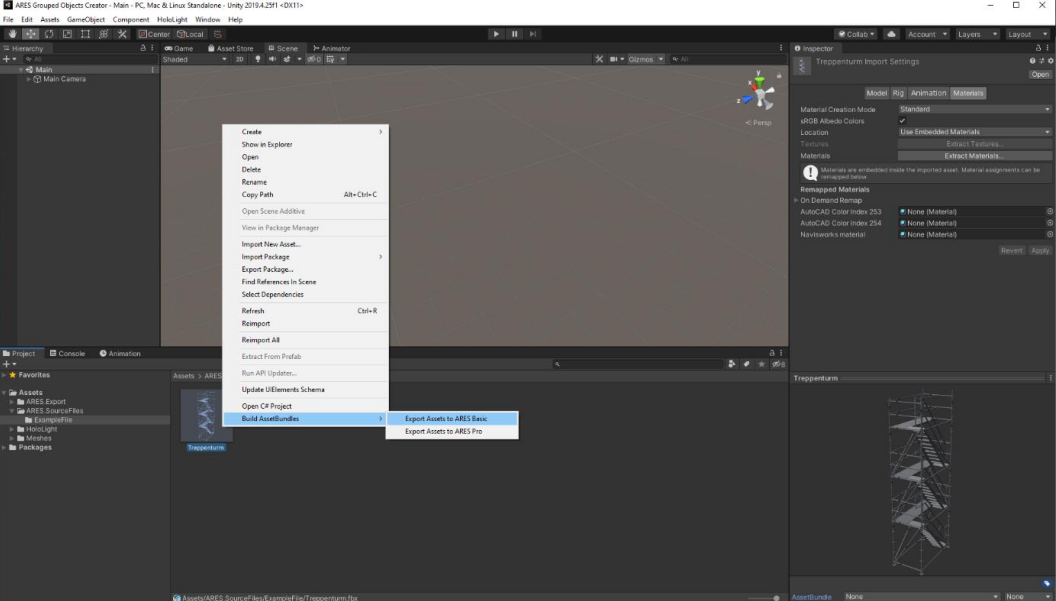 ARES Grouped Objects Creator - Main - PC, Mac & Linux Standalone - Unity 2019.4.25f1 <DX11>
File Edit Assets GameObject Component HoloLight Window Help
Center Local Collab Account Layers Layout
Hierarchy Game Asset Store Scene Animator Inspector
All Shaded 2D 0 Gizmos All Treppenturm Import Settings
Main
Main Camera
Open
Model Rig Animation Materials
Material Creation Mode Standard
sRGB Albedo Colors
Location Use Embedded Materials
Textures Extract Textures...
Materials Extract Materials...
Materials are embedded inside the imported asset. Material assignments can be remapped below.
Remapped Materials
On Demand Remap
AutoCAD Color Index 253 None (Material)
AutoCAD Color Index 254 None (Material)
Navisworks material None (Material)
Revert Apply
y
x
z
< Persp
Create
Show in Explorer
Open
Delete
Rename
Copy Path Alt+Ctrl+C
Open Scene Additive
View in Package Manager
Import New Asset...
Import Package
Export Package...
Find References In Scene
Select Dependencies
Refresh Ctrl+R
Reimport
Reimport All
Extract From Prefab
Run API Updater...
Update UIElements Schema
Open C# Project
Build AssetBundles
Export Assets to ARES Basic
Export Assets to ARES Pro
Project Console Animation
Favorites
Assets
ARES.Export
ARES.SourceFiles
ExampleFile
HoloLight
Meshes
Packages
Assets > ARES
8
Treppenturm
Assets/ARES.SourceFiles/ExampleFile/Treppenturm.fbx
Treppenturm
AssetBundle None None